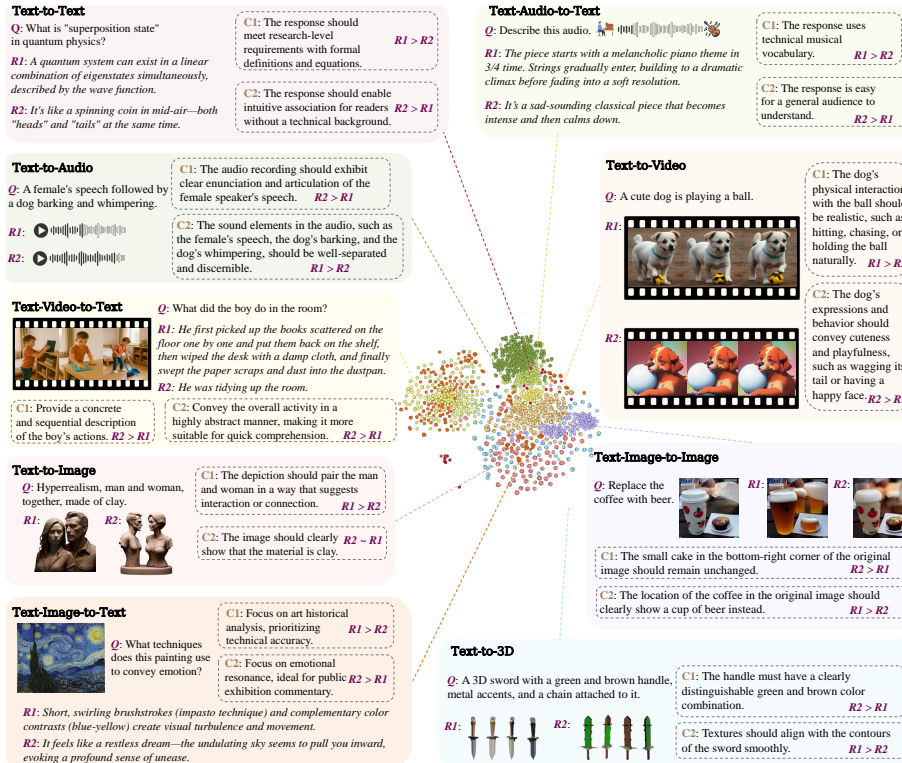 Text-to-Text
Q: What is "superposition state"
in quantum physics?
R1: A quantum system can exist in a linear
combination of eigenstates simultaneously,
described by the wave function.
R2: It's like a spinning coin in mid-air—both
"heads" and "tails" at the same time.
C1: The response should
meet research-level
requirements with formal
definitions and equations.
R1 > R2
C2: The response should enable
intuitive association for readers
without a technical background.
R2 > R1
Text-Audio-to-Text
Q: Describe this audio.
R1: The piece starts with a melancholic piano theme in
3/4 time. Strings gradually enter, building to a dramatic
climax before fading into a soft resolution.
R2: It's a sad-sounding classical piece that becomes
intense and then calms down.
C1: The response uses
technical musical
vocabulary.
R1 > R2
C2: The response is easy
for a general audience to
understand.
R2 > R1
Text-to-Audio
Q: A female's speech followed by
a dog barking and whimpering.
R1:
R2:
C1: The audio recording should exhibit
clear enunciation and articulation of the
female speaker's speech.
R2 > R1
C2: The sound elements in the audio, such as
the female's speech, the dog's barking, and the
dog's whimpering, should be well-separated
and discernible.
R1 > R2
Text-to-Video
Q: A cute dog is playing a ball.
R1:
R2:
C1: The dog's
physical interaction
with the ball should
be realistic, such as
hitting, chasing, or
holding the ball
naturally.
R1 > R
C2: The dog's
expressions and
behavior should
convey cuteness
and playfulness,
such as wagging its
tail or having a
happy face.
R2 > R
Text-Video-to-Text
Q: What did the boy do in the room?
R1: He first picked up the books scattered on the
floor one by one and put them back on the shelf,
then wiped the desk with a damp cloth, and finally
swept the paper scraps and dust into the dustpan.
R2: He was tidying up the room.
C1: Provide a concrete
and sequential description
of the boy's actions. R2 > R1
C2: Convey the overall activity in a
highly abstract manner, making it more
suitable for quick comprehension. R2 > R1
Text-to-Image
Q: Hyperrealism, man and woman,
together, made of clay.
R1:
R2:
C1: The depiction should pair the man
and woman in a way that suggests
interaction or connection.
R1 > R2
C2: The image should clearly
show that the material is clay.
R2 ~ R1
Text-Image-to-Image
Q: Replace the
coffee with beer.
R1:
R2:
C1: The small cake in the bottom-right corner of the original
image should remain unchanged.
R2 > R1
C2: The location of the coffee in the original image should
clearly show a cup of beer instead.
R1 > R2
Text-Image-to-Text
Q: What techniques
does this painting use
to convey emotion?
C1: Focus on art historical
analysis, prioritizing
technical accuracy.
R1 > R2
C2: Focus on emotional
resonance, ideal for public
exhibition commentary.
R2 > R1
R1: Short, swirling brushstrokes (impasto technique) and complementary color
contrasts (blue-yellow) create visual turbulence and movement.
R2: It feels like a restless dream—the undulating sky seems to pull you inward,
evoking a profound sense of unease.
Text-to-3D
Q: A 3D sword with a green and brown handle,
metal accents, and a chain attached to it.
R1:
R2:
C1: The handle must have a clearly
distinguishable green and brown color
combination.
R2 > R1
C2: Textures should align with the contours
of the sword smoothly.
R1 > R2